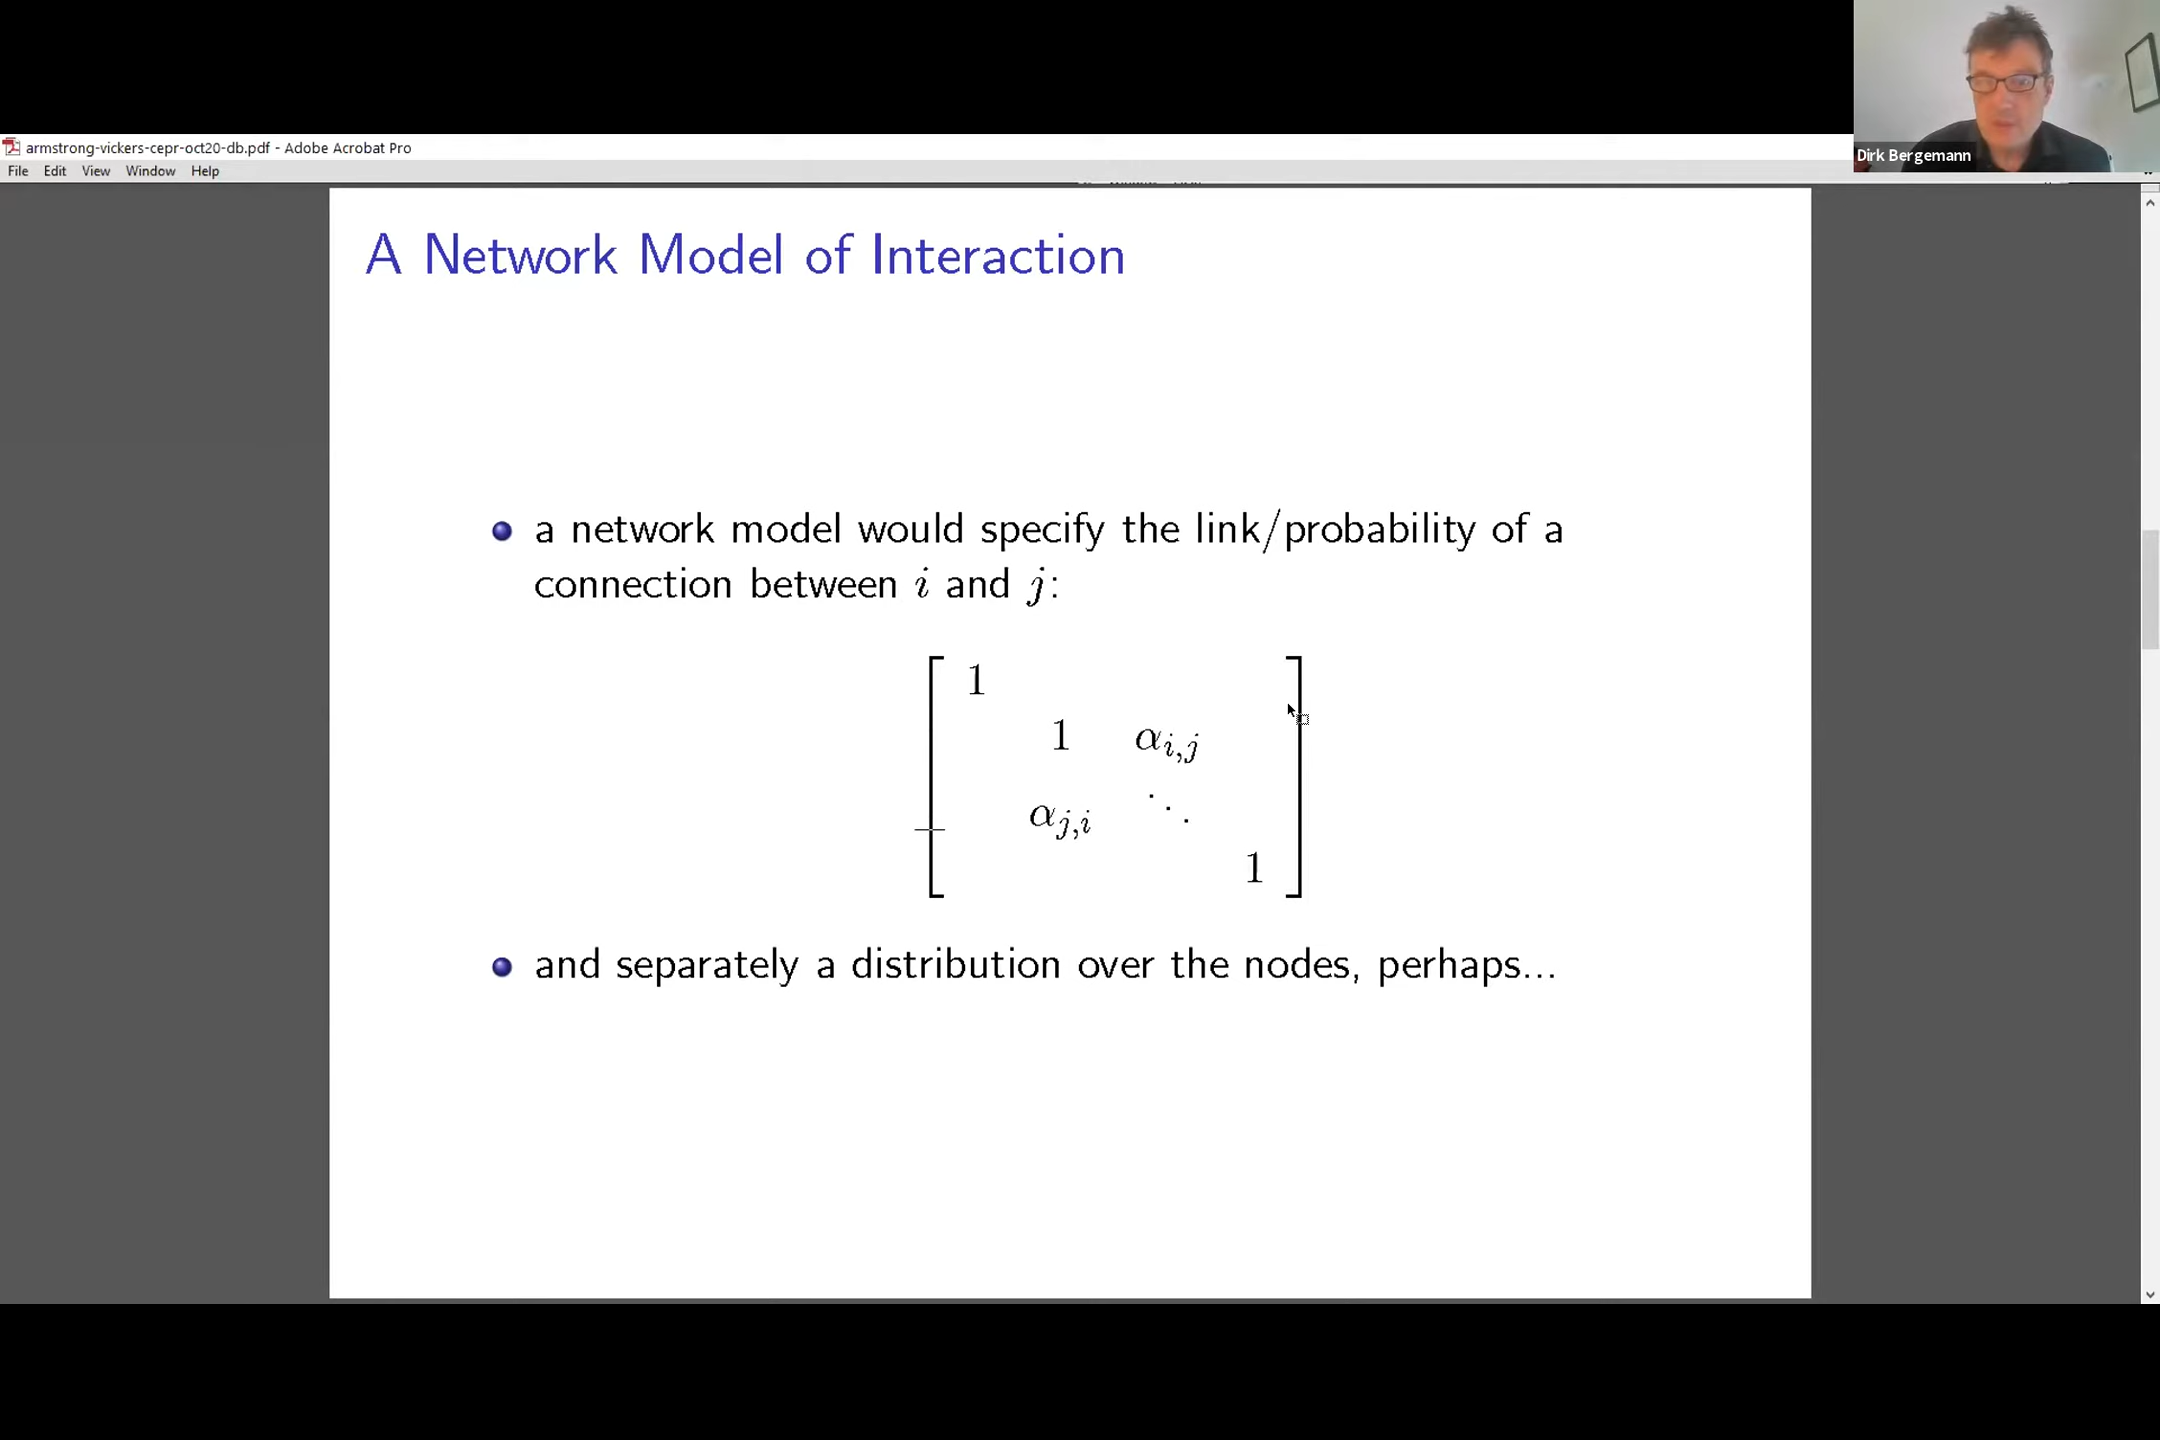 Dirk Bergemann
armstrong-vickers-cepr-oct20-db.pdf - Adobe Acrobat Pro
File Edit View Window Help
A Network Model of Interaction
a network model would specify the link/probability of a
connection between i and j:
1
1 α_{i,j}
α_{j,i} ⋱
1
and separately a distribution over the nodes, perhaps...